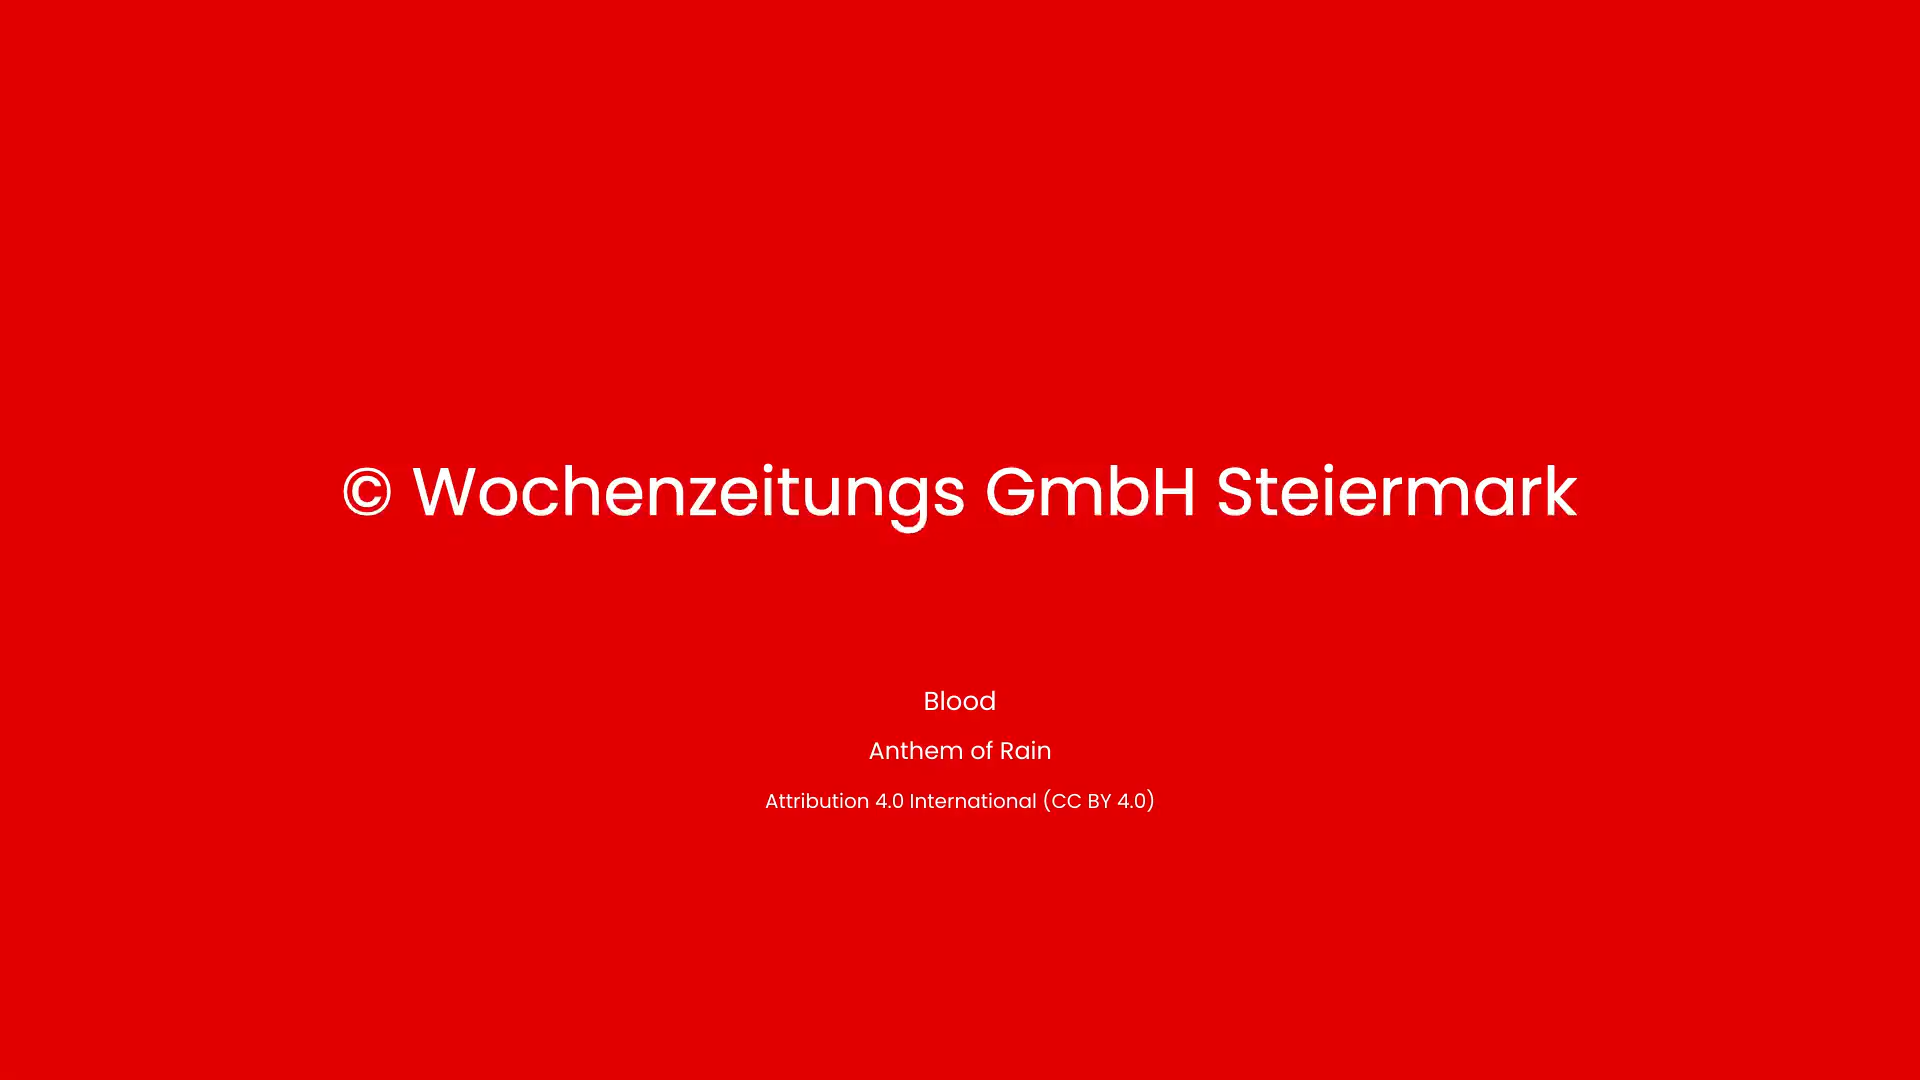 © Wochenzeitungs GmbH Steiermark
Blood
Anthem of Rain
Attribution 4.0 International (CC BY 4.0)